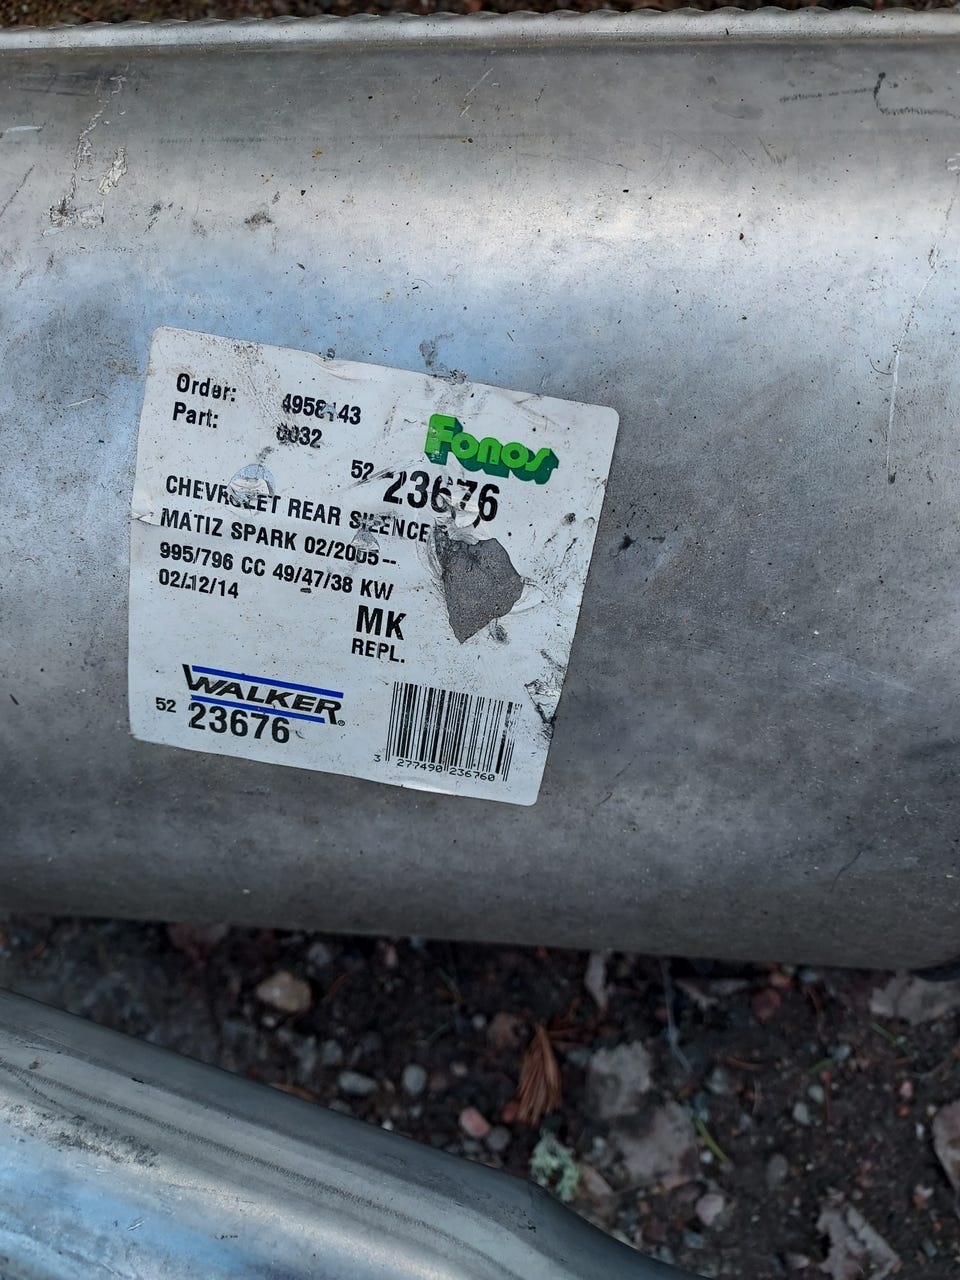 Order: 4958143
Part: 0032
Fonos
52 23676
CHEVROLET REAR SILENCE
MATIZ SPARK 02/2005--
995/796 CC 49/47/38 KW
02/12/14
MK
REPL.
WALKER®
52 23676
3 277490 236760